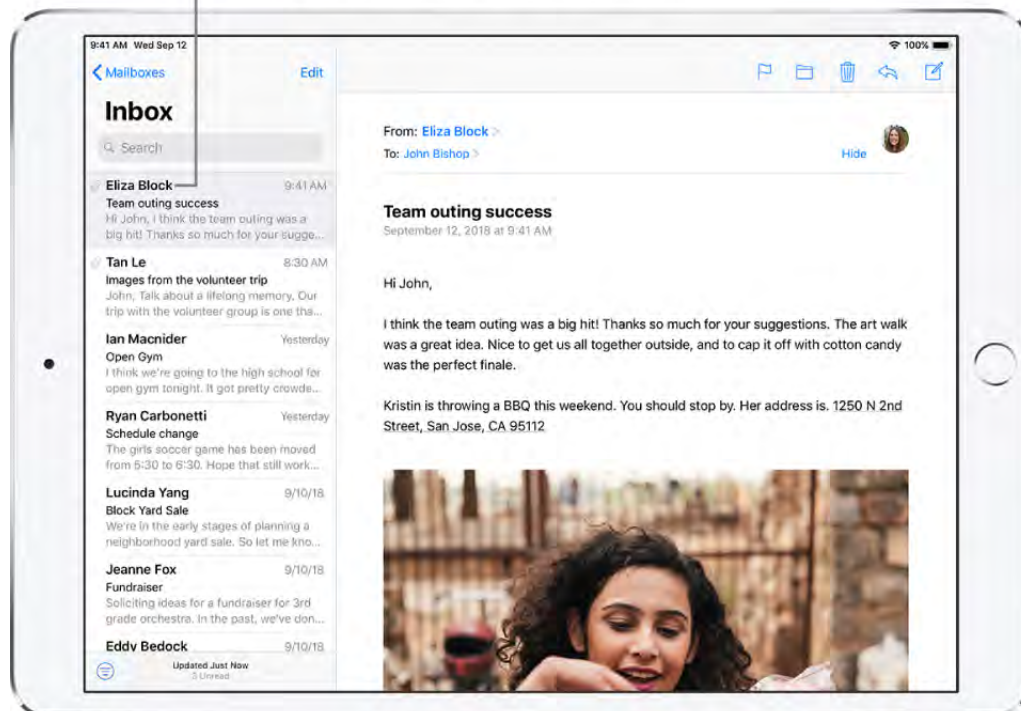 9:41 AM Wed Sep 12
100%
Mailboxes
Edit
Inbox
Search
Eliza Block
9:41 AM
Team outing success
Hi John, I think the team outing was a
big hit! Thanks so much for your sugge...
Tan Le
8:30 AM
Images from the volunteer trip
John, Talk about a lifelong memory. Our
trip with the volunteer group is one tha...
Ian Macnider
Yesterday
Open Gym
I think we're going to the high school for
open gym tonight. It got pretty crowde...
Ryan Carbonetti
Yesterday
Schedule change
The girls soccer game has been moved
from 5:30 to 6:30. Hope that still work...
Lucinda Yang
9/10/18
Block Yard Sale
We're in the early stages of planning a
neighborhood yard sale. So let me kno...
Jeanne Fox
9/10/18
Fundraiser
Soliciting ideas for a fundraiser for 3rd
grade orchestra. In the past, we've don...
Eddy Bedock
9/10/18
Updated Just Now
3 Unread
From: Eliza Block
To: John Bishop
Hide
Team outing success
September 12, 2018 at 9:41 AM
Hi John,
I think the team outing was a big hit! Thanks so much for your suggestions. The art walk
was a great idea. Nice to get us all together outside, and to cap it off with cotton candy
was the perfect finale.
Kristin is throwing a BBQ this weekend. You should stop by. Her address is. 1250 N 2nd
Street, San Jose, CA 95112